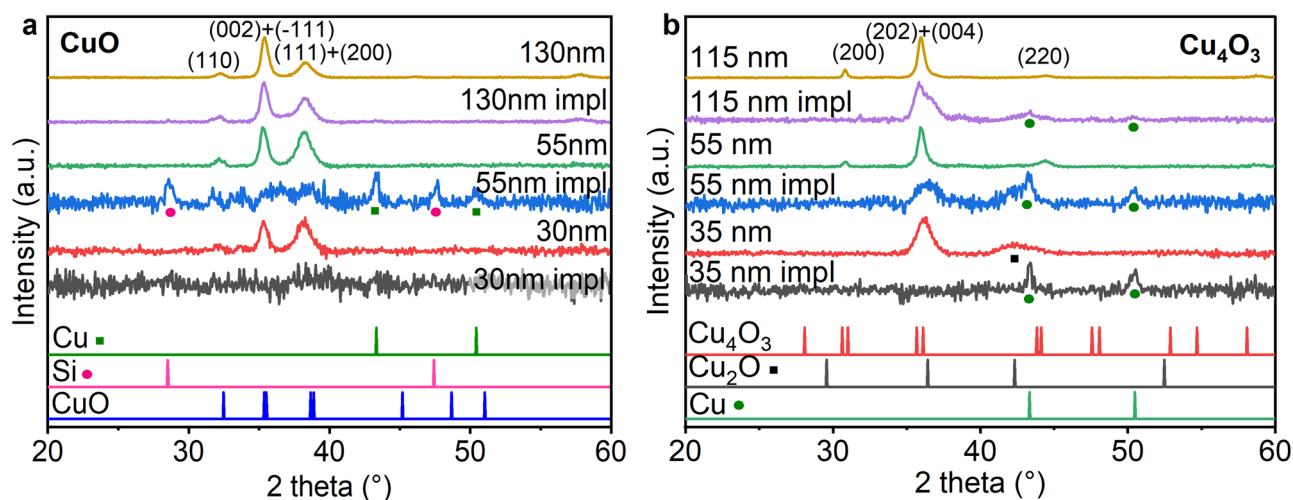 a
CuO
(110)
(002)+(-111)
(111)+(200)
130nm
130nm impl
55nm
55nm impl
30nm
30nm impl
Cu
Si
CuO
Intensity (a.u.)
20 30 40 50 60
2 theta (°)
b
Cu₄O₃
(200)
(202)+(004)
(220)
115 nm
115 nm impl
55 nm
55 nm impl
35 nm
35 nm impl
Cu₄O₃
Cu₂O
Cu
Intensity (a.u.)
20 30 40 50 60
2 theta (°)